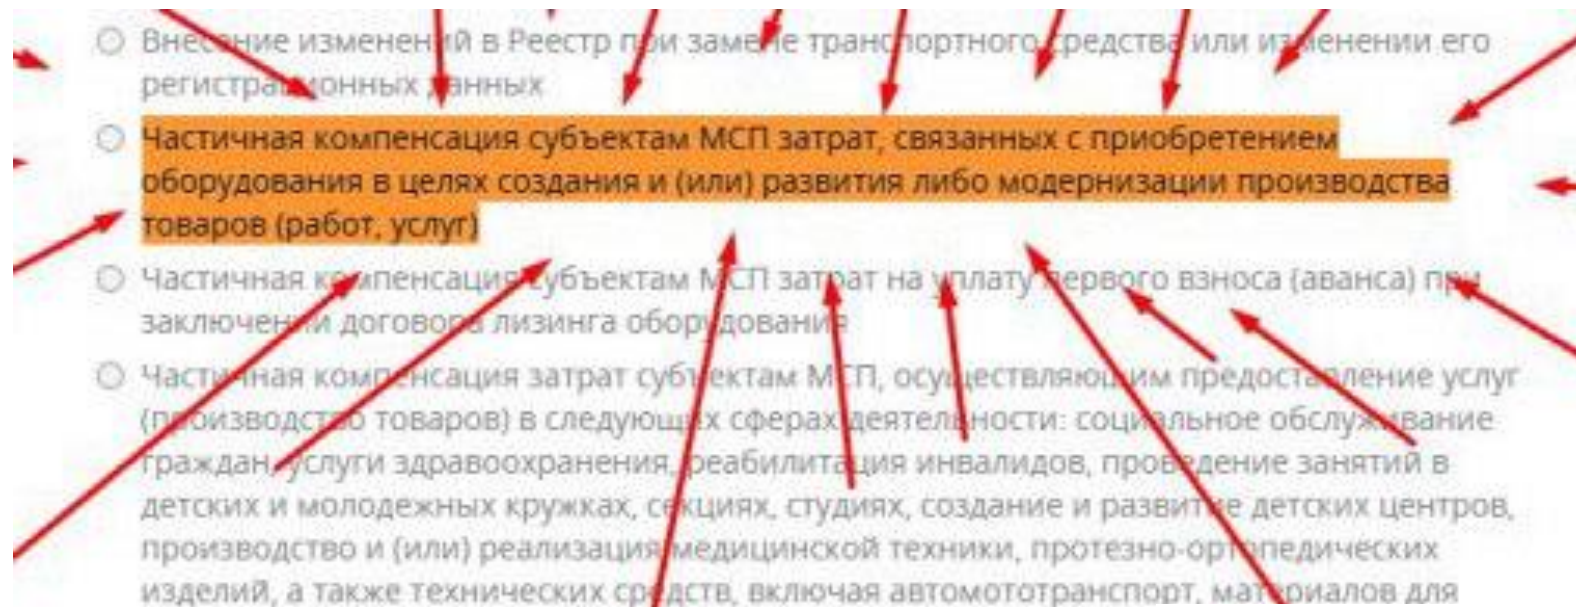 Внесение изменений в Реестр при замене транспортного средства или изменении его
регистрационных данных
Частичная компенсация субъектам МСП затрат, связанных с приобретением
оборудования в целях создания и (или) развития либо модернизации производства
товаров (работ, услуг)
Частичная компенсация субъектам МСП затрат на уплату первого взноса (аванса) при
заключении договора лизинга оборудования
Частичная компенсация затрат субъектам МСП, осуществляющим предоставление услуг
(производство товаров) в следующих сферах деятельности: социальное обслуживание
граждан, услуги здравоохранения, реабилитация инвалидов, проведение занятий в
детских и молодежных кружках, секциях, студиях, создание и развитие детских центров,
производство и (или) реализация медицинской техники, протезно-ортопедических
изделий, а также технических средств, включая автомототранспорт, материалов для